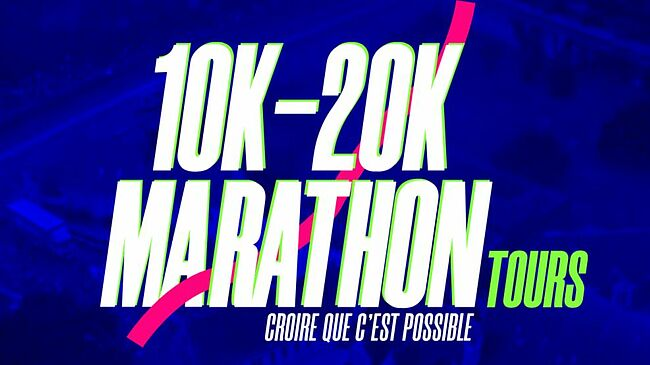 10K-20K
MARATHON
TOURS
CROIRE QUE C'EST POSSIBLE